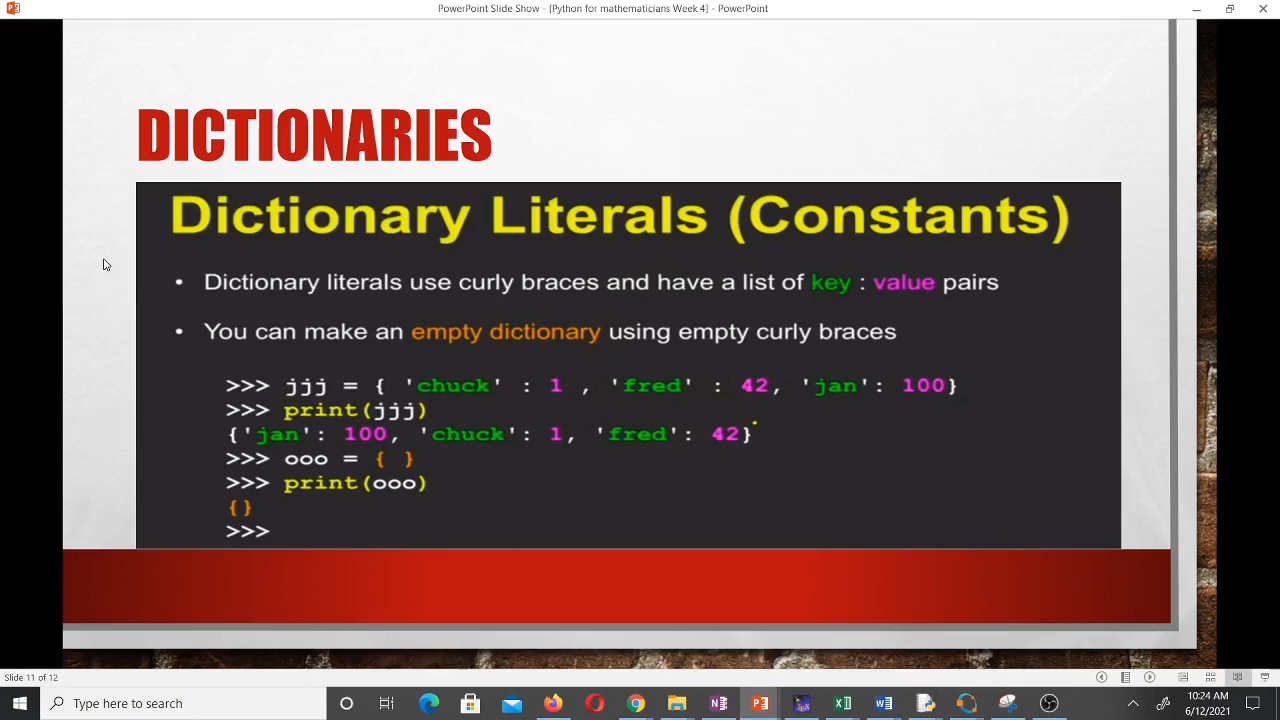 PowerPoint Slide Show - [Python for mathematicians Week 4] - PowerPoint
DICTIONARIES
Dictionary Literals (Constants)
• Dictionary literals use curly braces and have a list of key : value pairs
• You can make an empty dictionary using empty curly braces
>>> jjj = { 'chuck' : 1 , 'fred' : 42, 'jan': 100}
>>> print(jjj)
{'jan': 100, 'chuck': 1, 'fred': 42}
>>> ooo = { }
>>> print(ooo)
{}
>>>
Slide 11 of 12
Type here to search
10:24 AM
6/12/2021